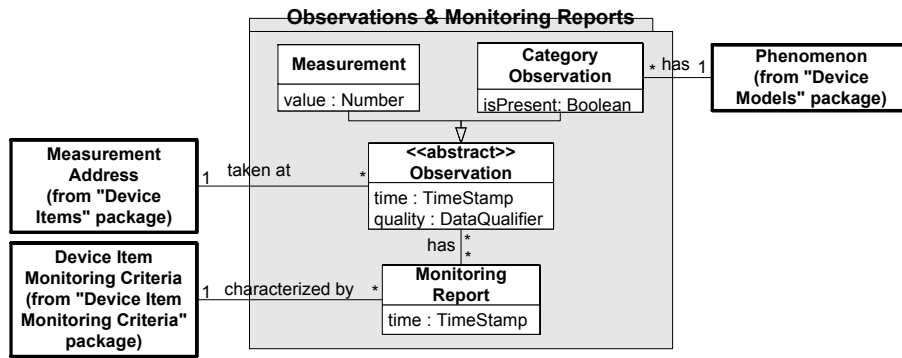 Observations & Monitoring Reports
Measurement
value : Number
Category
Observation
isPresent: Boolean
* has 1
Phenomenon
(from "Device
Models" package)
Measurement
Address
(from "Device
Items" package)
1 taken at *
<<abstract>>
Observation
time : TimeStamp
quality : DataQualifier
has *
*
Device Item
Monitoring Criteria
(from "Device Item
Monitoring Criteria"
package)
1 characterized by *
Monitoring
Report
time : TimeStamp